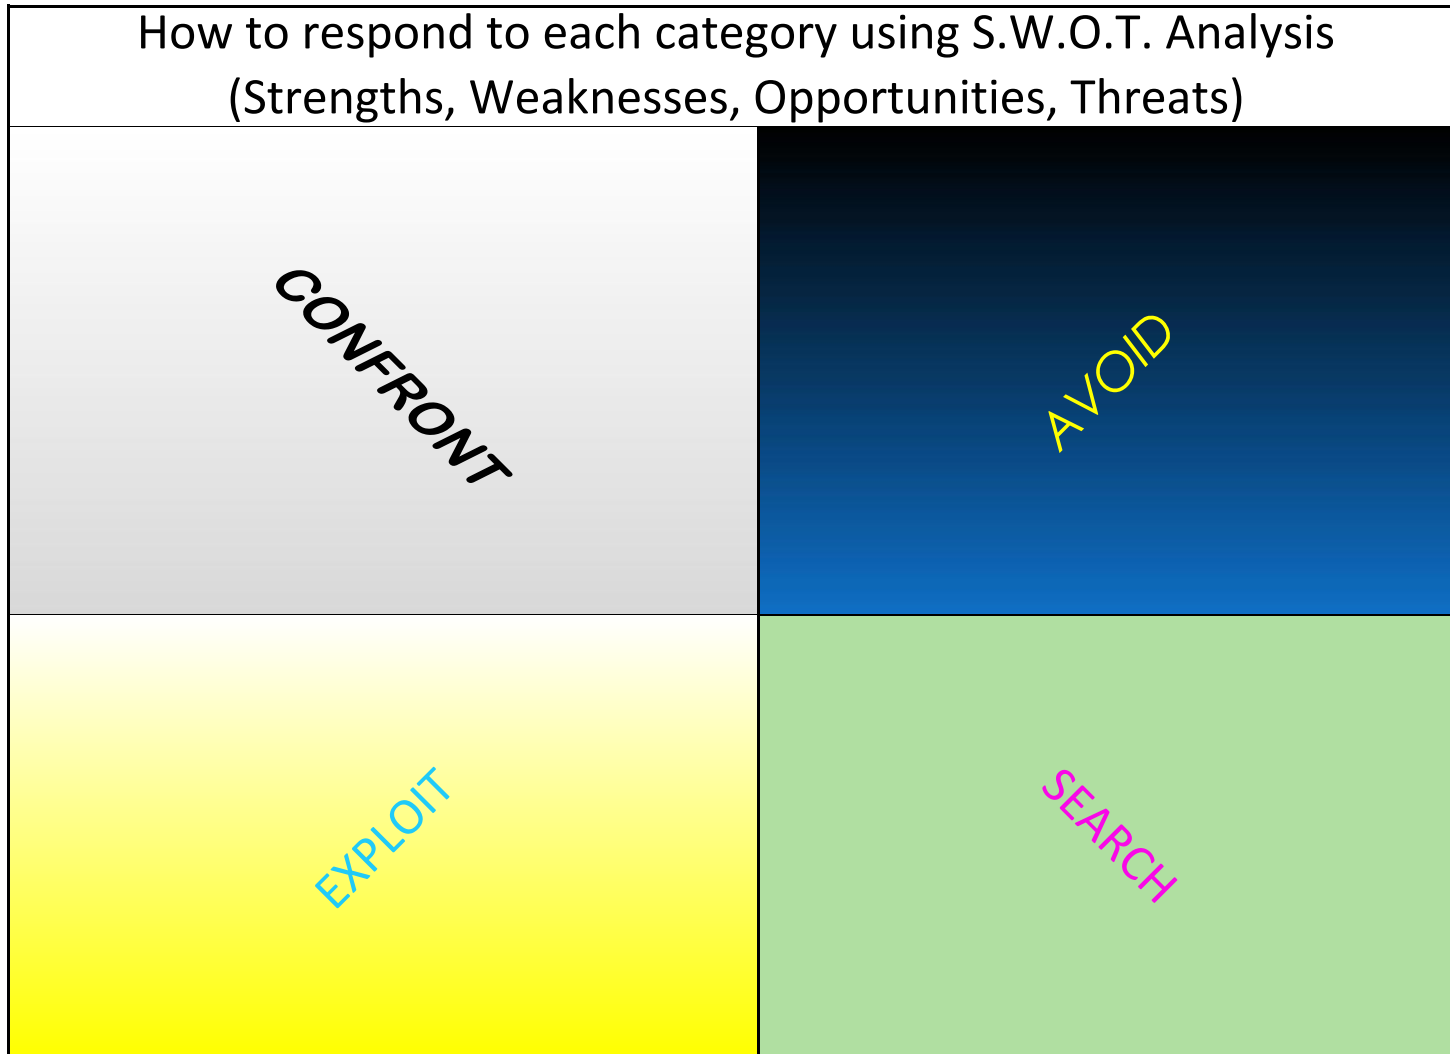 How to respond to each category using S.W.O.T. Analysis
(Strengths, Weaknesses, Opportunities, Threats)
CONFRONT
AVOID
EXPLOIT
SEARCH